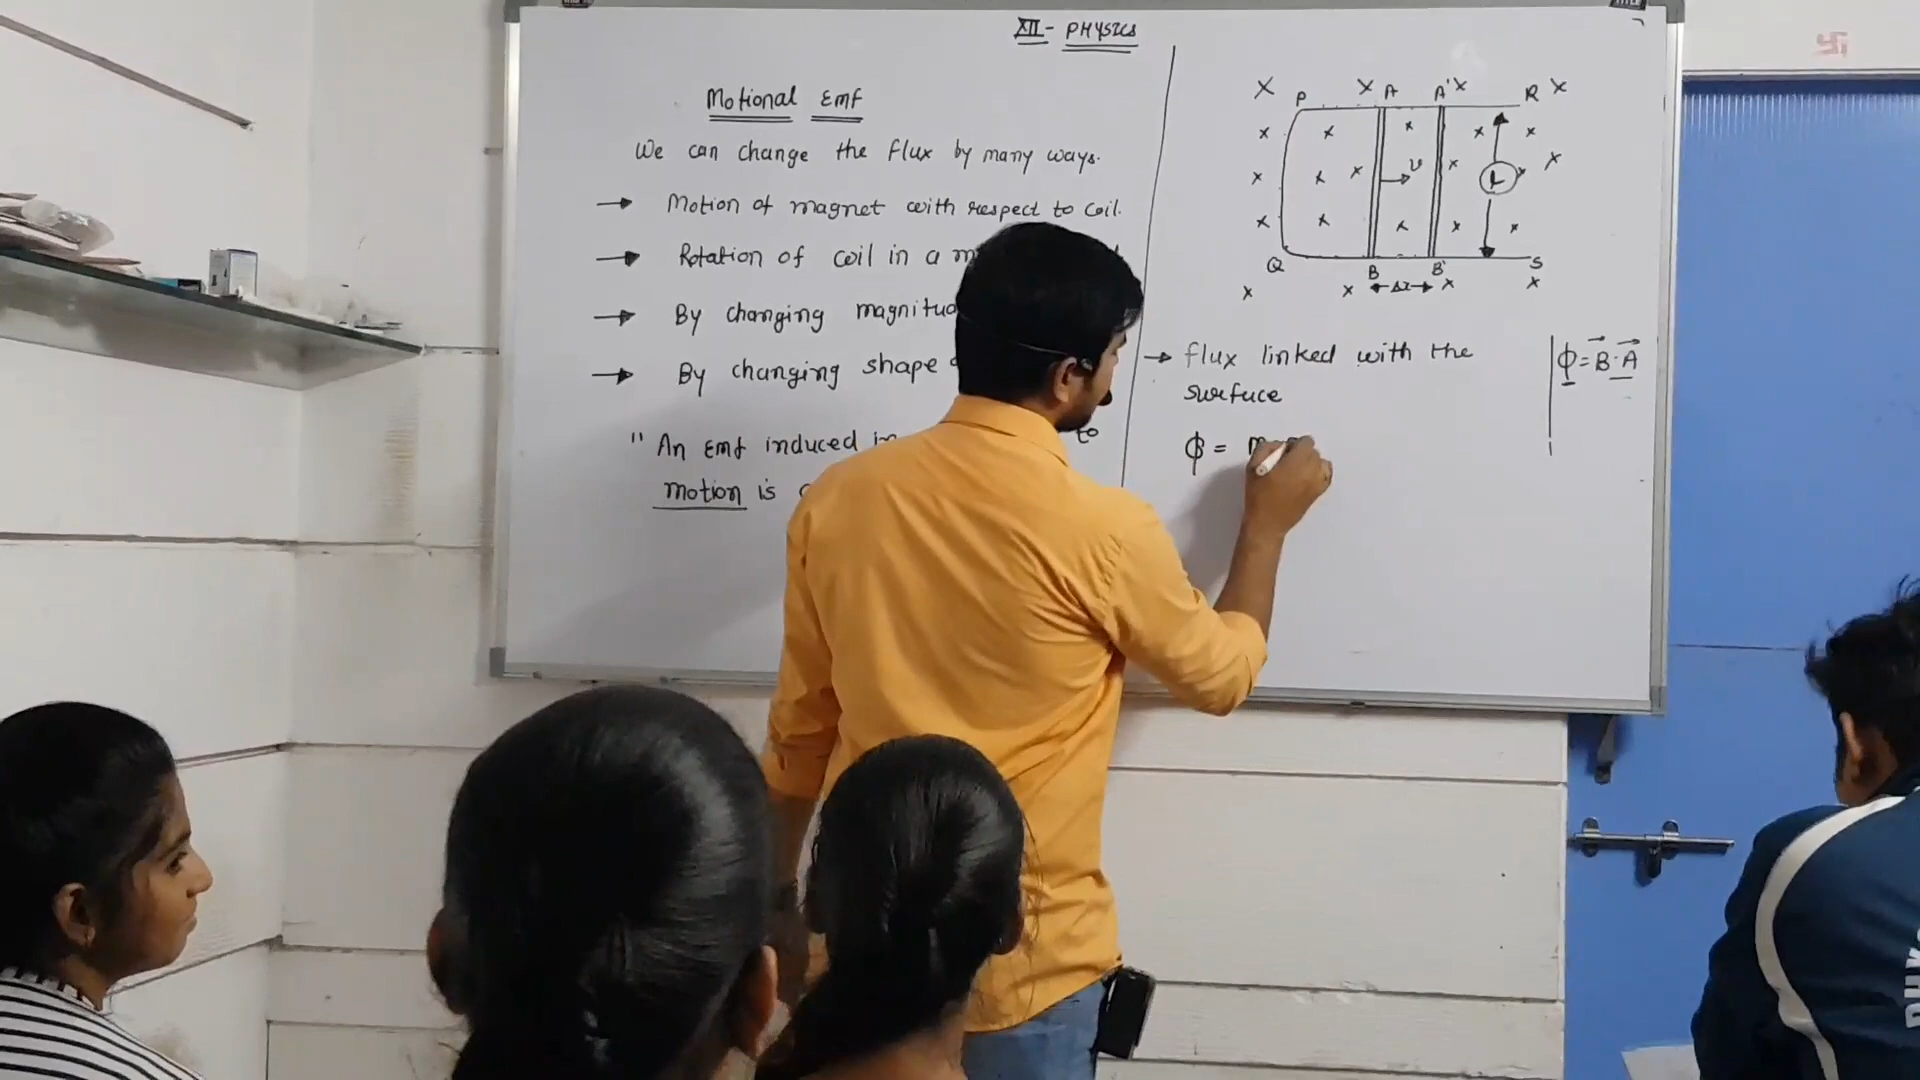 XII - PHYSICS
Motional Emf
We can change the flux by many ways.
→ Motion of magnet with respect to coil.
→ Rotation of coil in a
→ By changing
→ By changing shape
" An Emf induced to
motion is
x P x A A' x R x
x x x x x
x x x v x L x
x x x x x
Q B B' S
x x ←Δx→ x x
→ flux linked with the
surface
ϕ =
ϕ = B⃗ · A⃗